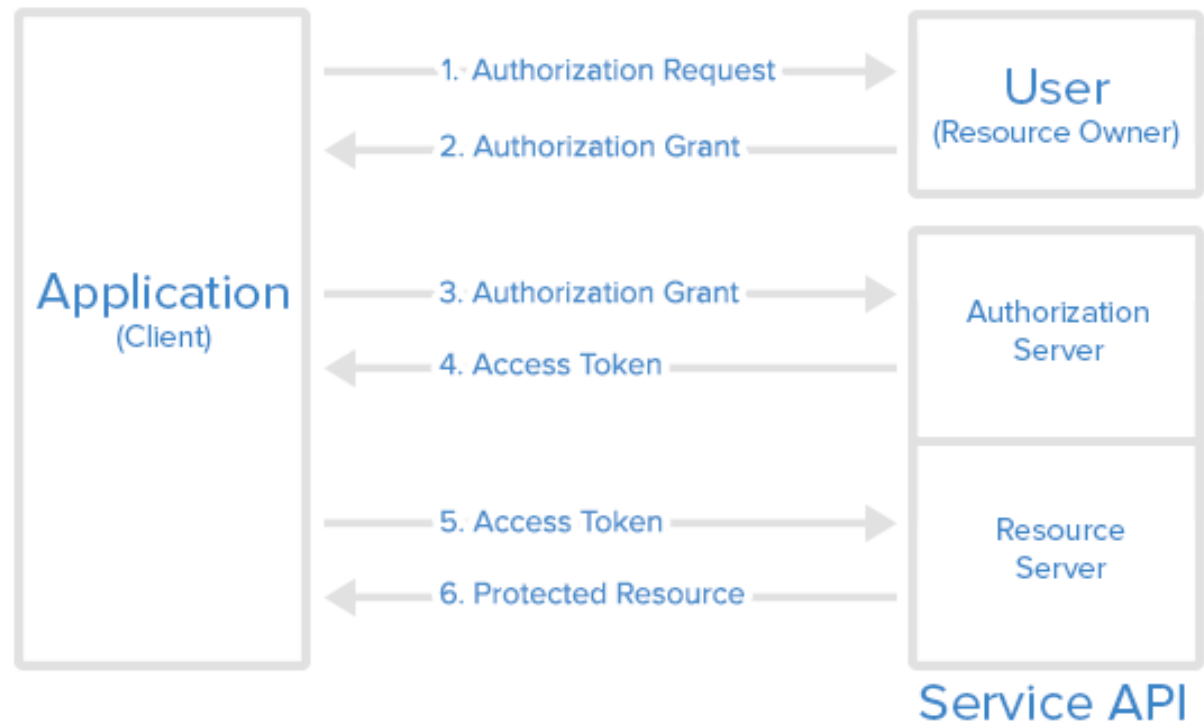 1. Authorization Request
User
(Resource Owner)
2. Authorization Grant
Application
(Client)
3. Authorization Grant
Authorization
Server
4. Access Token
5. Access Token
Resource
Server
6. Protected Resource
Service API